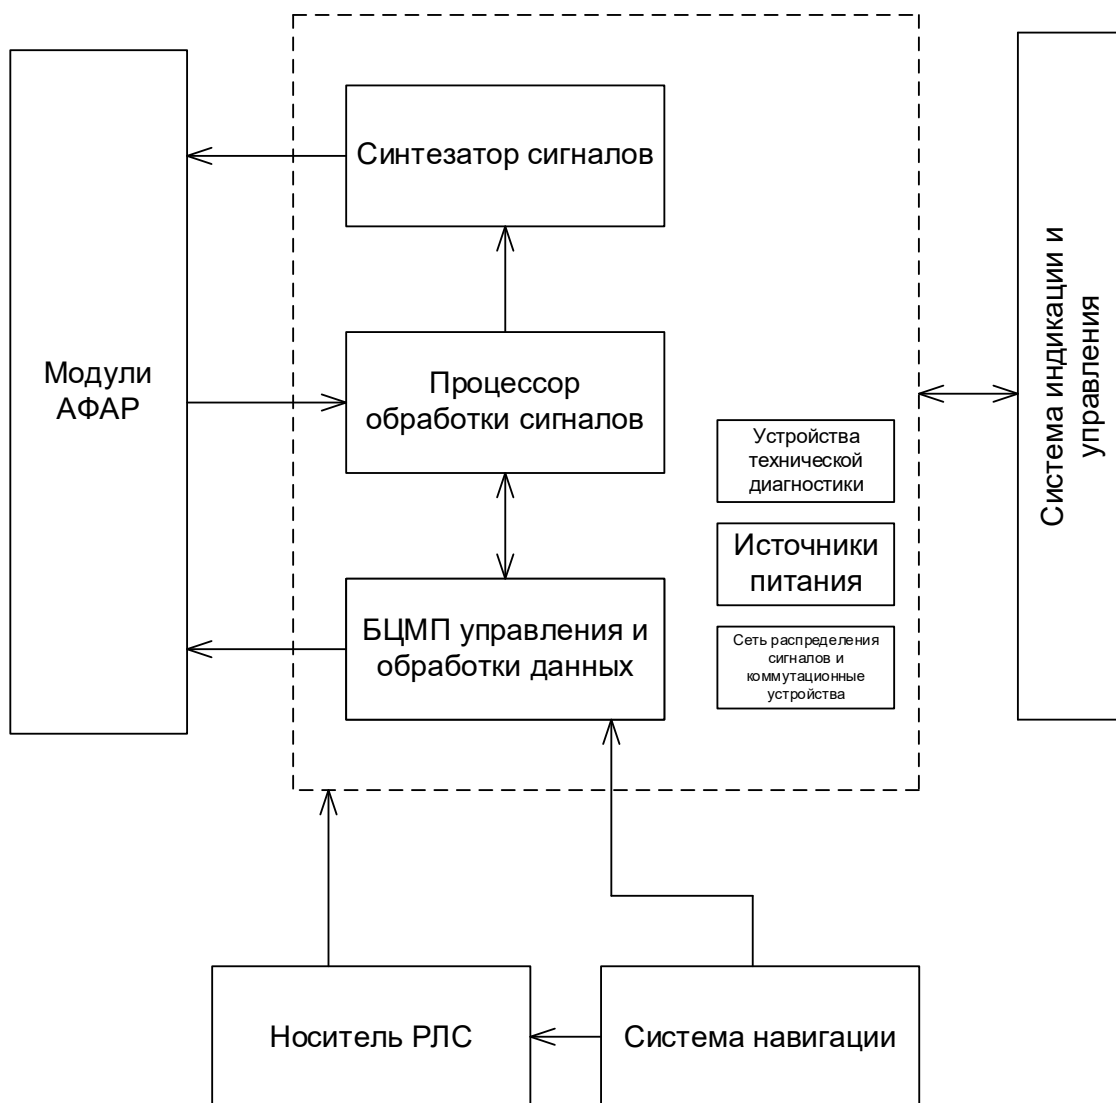 Синтезатор сигналов
Модули
АФАР
Процессор
обработки сигналов
Устройства
технической
диагностики
Источники
питания
БЦМП управления и
обработки данных
Сеть распределения
сигналов и
коммутационные
устройства
Система индикации и
управления
Носитель РЛС
Система навигации